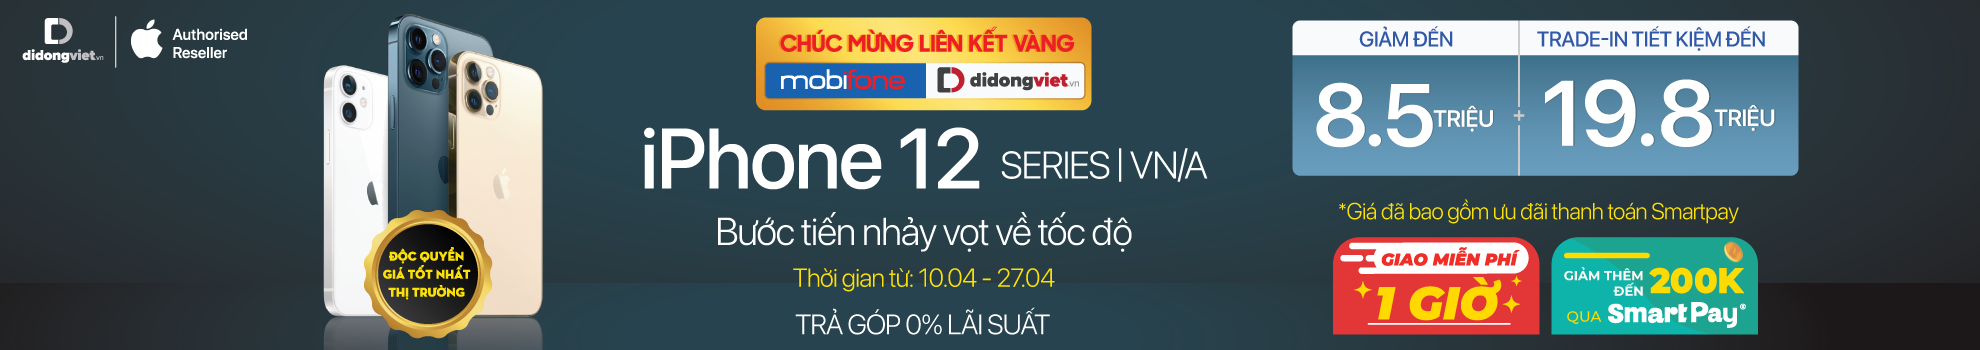 didongviet.vn
Authorised
Reseller
ĐỘC QUYỀN
GIÁ TỐT NHẤT
THỊ TRƯỜNG
CHÚC MỪNG LIÊN KẾT VÀNG
mobifone didongviet.vn
iPhone 12 SERIES | VN/A
Bước tiến nhảy vọt về tốc độ
Thời gian từ: 10.04 - 27.04
TRẢ GÓP 0% LÃI SUẤT
GIẢM ĐẾN
8.5 TRIỆU
+
TRADE-IN TIẾT KIỆM ĐẾN
19.8 TRIỆU
*Giá đã bao gồm ưu đãi thanh toán Smartpay
GIAO MIỄN PHÍ
1 GIỜ
GIẢM THÊM
ĐẾN 200K
QUA SmartPay®